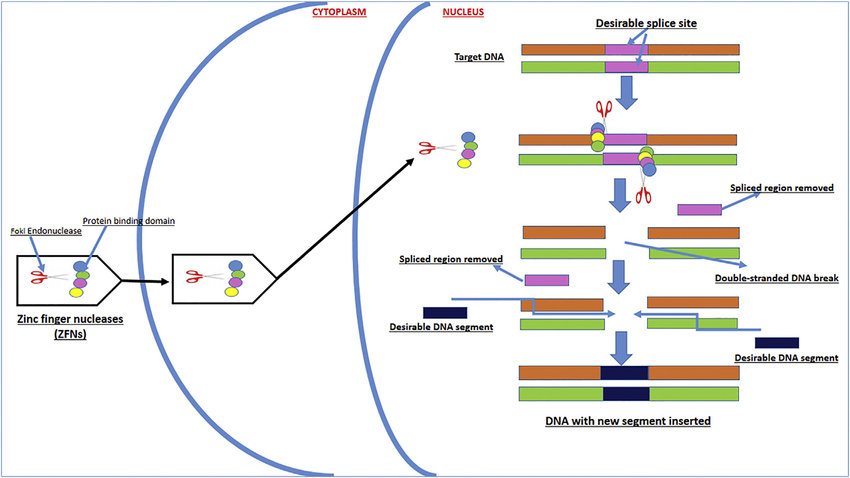 CYTOPLASM
NUCLEUS
Desirable splice site
Target DNA
Spliced region removed
FokI Endonuclease
Protein binding domain
Spliced region removed
Double-stranded DNA break
Zinc finger nucleases
(ZFNs)
Desirable DNA segment
Desirable DNA segment
DNA with new segment inserted